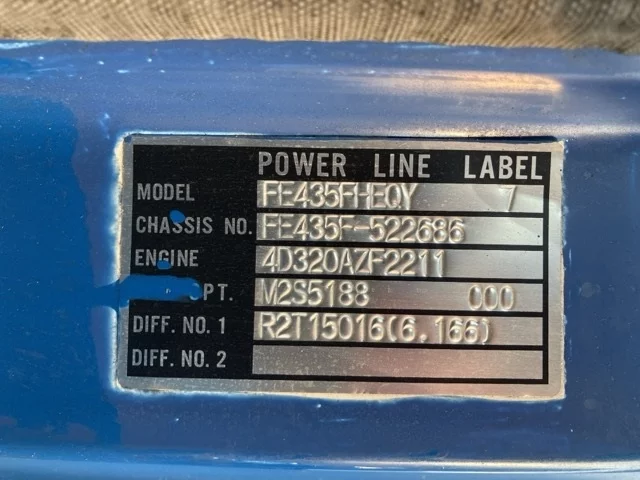 POWER LINE LABEL
MODEL FE435FHEQY 7
CHASSIS NO. FE435F-522686
ENGINE 4D320AZF2211
OPT. M2S5188 000
DIFF. NO. 1 R2T15016(6.166)
DIFF. NO. 2